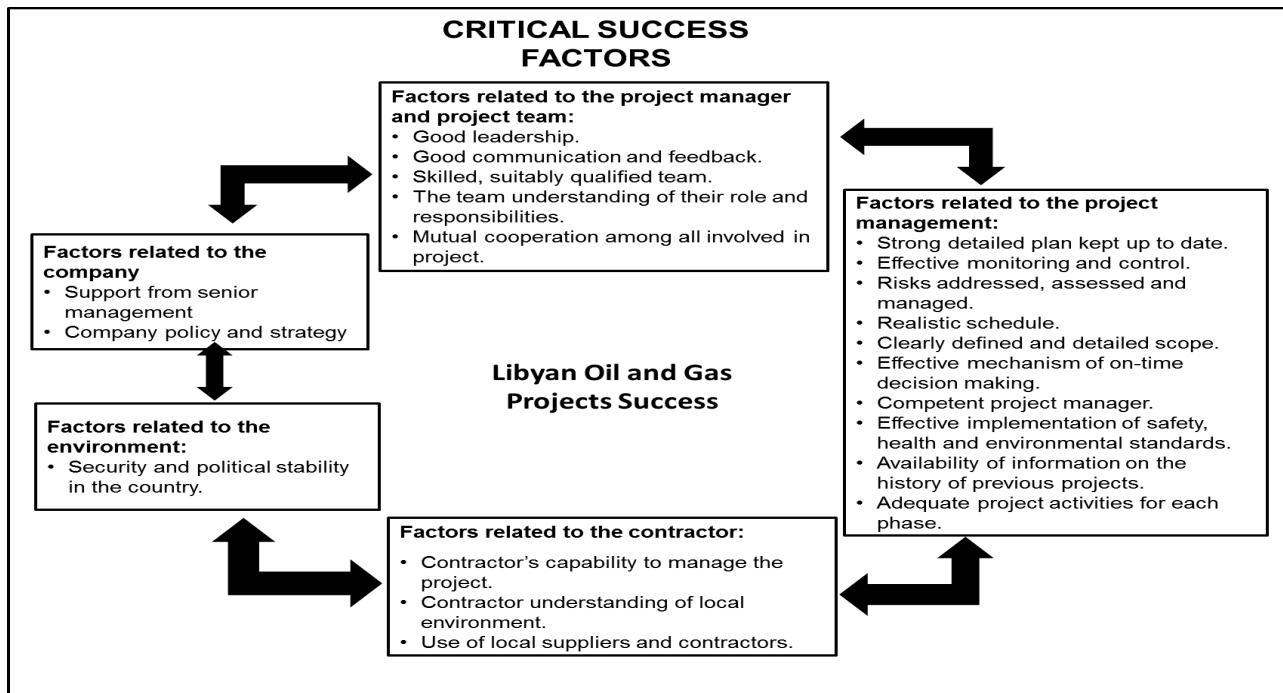 CRITICAL SUCCESS
FACTORS
Factors related to the project manager
and project team:
• Good leadership.
• Good communication and feedback.
• Skilled, suitably qualified team.
• The team understanding of their role and
responsibilities.
• Mutual cooperation among all involved in
project.
Factors related to the project
management:
• Strong detailed plan kept up to date.
• Effective monitoring and control.
• Risks addressed, assessed and
managed.
• Realistic schedule.
• Clearly defined and detailed scope.
• Effective mechanism of on-time
decision making.
• Competent project manager.
• Effective implementation of safety,
health and environmental standards.
• Availability of information on the
history of previous projects.
• Adequate project activities for each
phase.
Factors related to the
company
• Support from senior
management
• Company policy and strategy
Libyan Oil and Gas
Projects Success
Factors related to the
environment:
• Security and political stability
in the country.
Factors related to the contractor:
• Contractor’s capability to manage the
project.
• Contractor understanding of local
environment.
• Use of local suppliers and contractors.